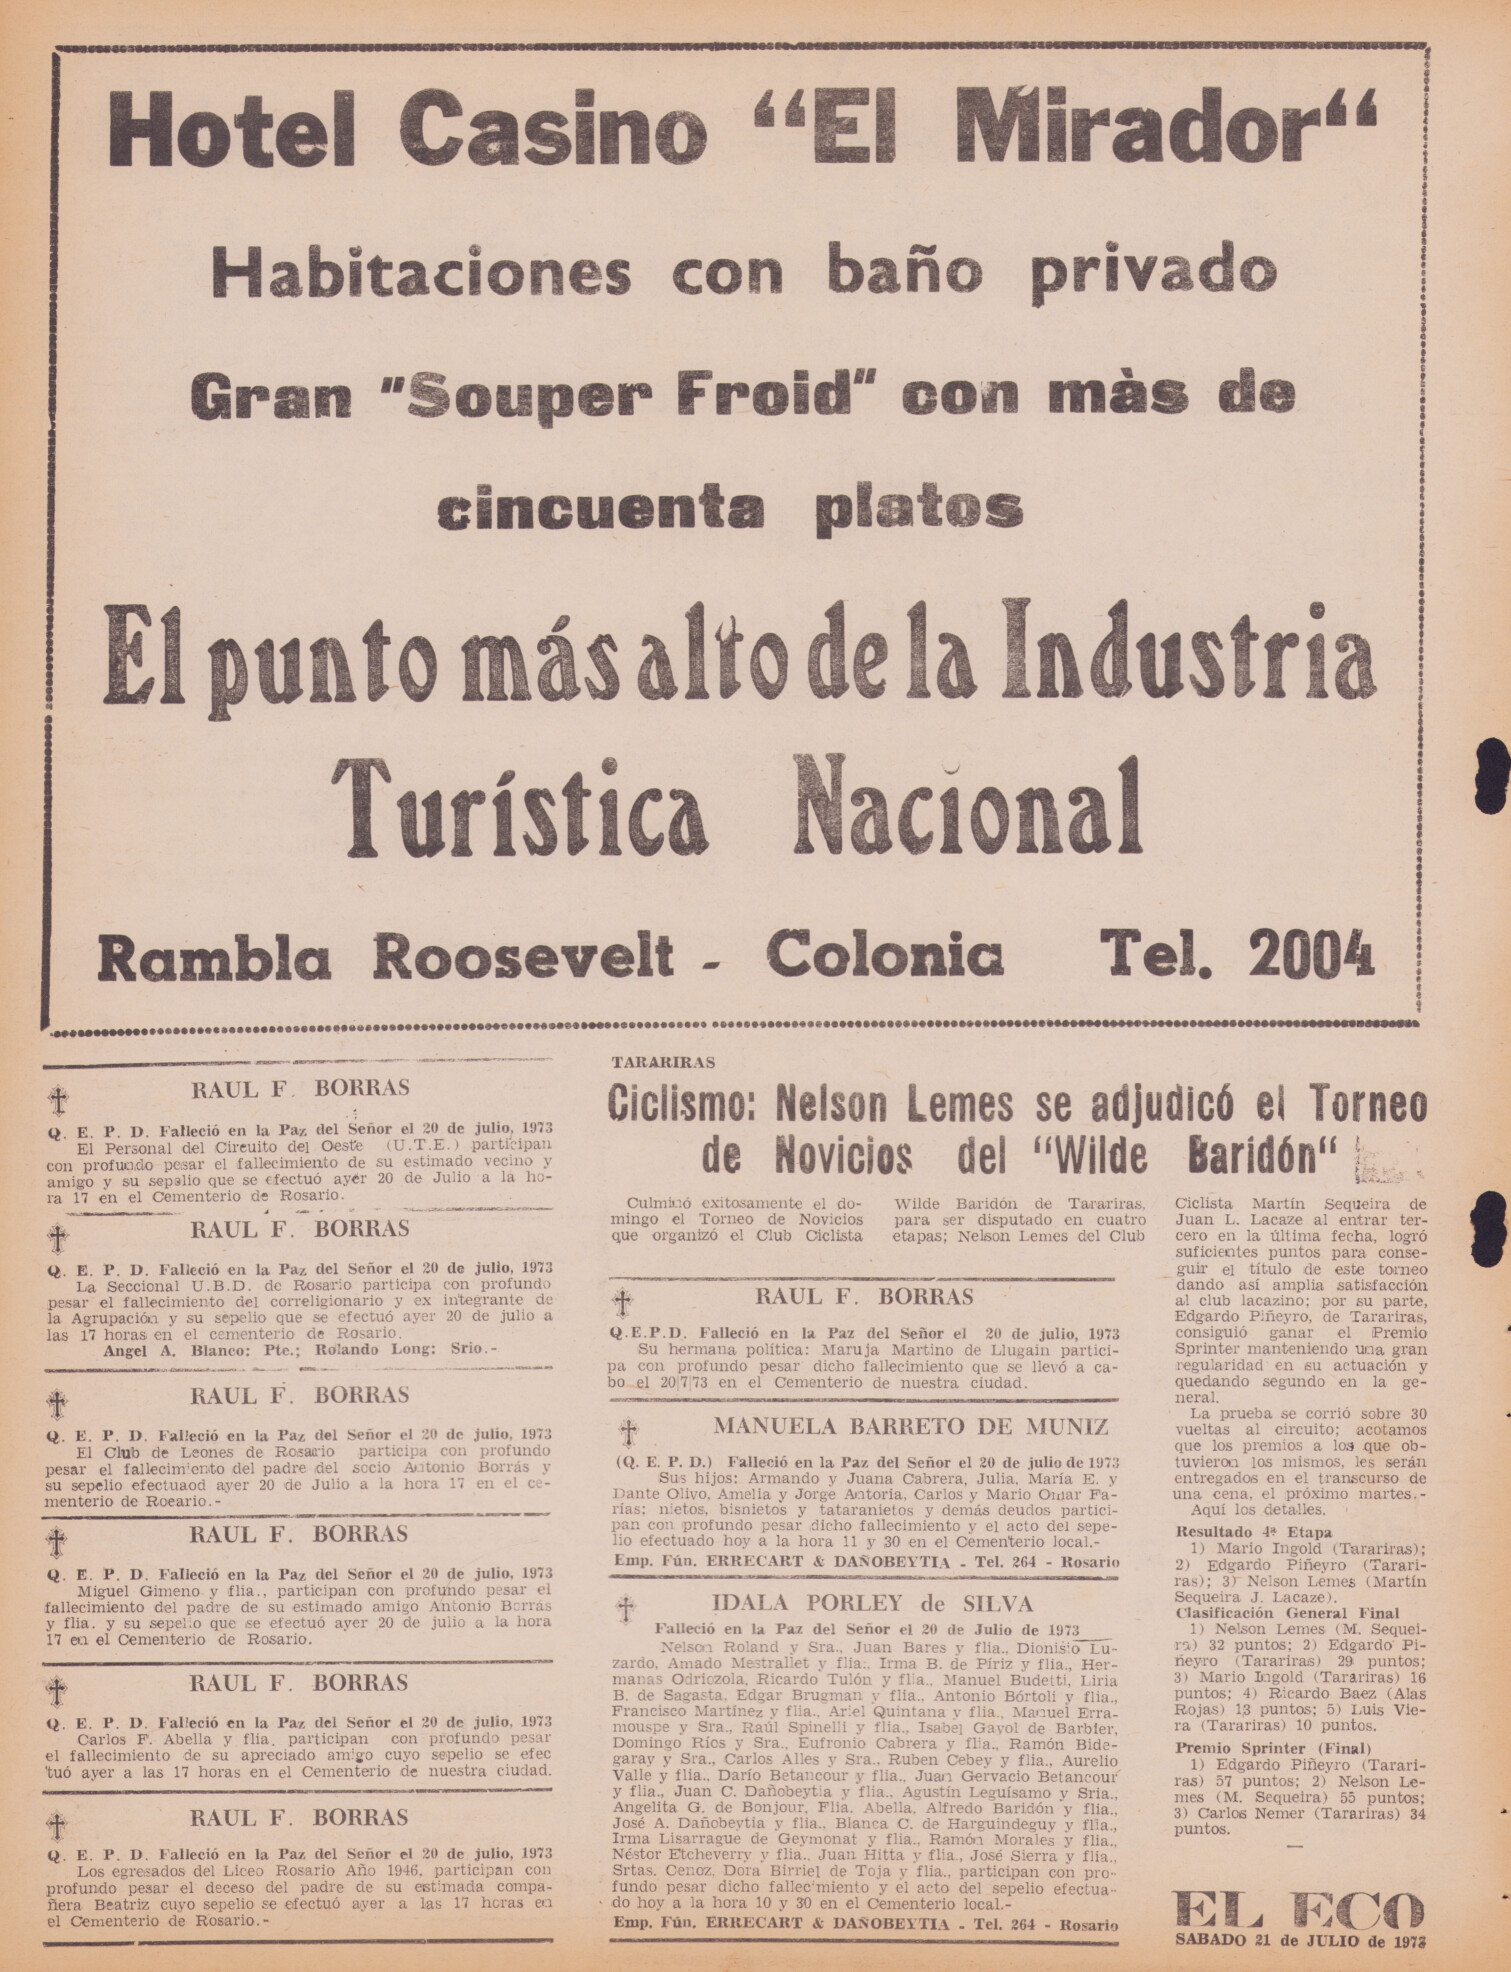 Hotel Casino “El Mirador“
Habitaciones con baño privado
Gran "Souper Froid" con màs de
cincuenta platos
El punto más alto de la Industria
Turística Nacional
Rambla Roosevelt - Colonia Tel. 2004
RAUL F. BORRAS
Q. E. P. D. Falleció en la Paz del Señor el 20 de julio, 1973
El Personal del Circuito del Oeste (U.T.E.) participan
con profundo pesar el fallecimiento de su estimado vecino y
amigo y su sepelio que se efectuó ayer 20 de Julio a la ho-
ra 17 en el Cementerio de Rosario.
RAUL F. BORRAS
Q. E. P. D. Falleció en la Paz del Señor el 20 de julio, 1973
La Seccional U.B.D. de Rosario participa con profundo
pesar el fallecimiento del correligionario y ex integrante de
la Agrupación y su sepelio que se efectuó ayer 20 de julio a
las 17 horas en el cementerio de Rosario.
Angel A. Blanco: Pte.; Rolando Long: Srio.-
RAUL F. BORRAS
Q. E. P. D. Falleció en la Paz del Señor el 20 de julio, 1973
El Club de Leones de Rosario participa con profundo
pesar el fallecimiento del padre del socio Antonio Borrás y
su sepelio efectuaod ayer 20 de Julio a la hora 17 en el ce-
menterio de Roeario.-
RAUL F. BORRAS
Q. E. P. D. Falleció en la Paz del Señor el 20 de julio, 1973
Miguel Gimeno y flia., participan con profundo pesar el
fallecimiento del padre de su estimado amigo Antonio Borrás
y flia. y su sepelio que se efectuó ayer 20 de julio a la hora
17 en el Cementerio de Rosario.
RAUL F. BORRAS
Q. E. P. D. Falleció en la Paz del Señor el 20 de julio, 1973
Carlos F. Abella y flia. participan con profundo pesar
el fallecimiento de su apreciado amigo cuyo sepelio se efec
tuó ayer a las 17 horas en el Cementerio de nuestra ciudad.
RAUL F. BORRAS
Q. E. P. D. Falleció en la Paz del Señor el 20 de julio, 1973
Los egresados del Liceo Rosario Año 1946, participan con
profundo pesar el deceso del padre de su estimada compa-
ñera Beatriz cuyo sepelio se efectuó ayer a las 17 horas en
el Cementerio de Rosario.-
TARARIRAS
Ciclismo: Nelson Lemes se adjudicó el Torneo
de Novicios del “Wilde Baridón“
Culminó exitosamente el do-
mingo el Torneo de Novicios
que organizó el Club Ciclista
Wilde Baridón de Tarariras,
para ser disputado en cuatro
etapas; Nelson Lemes del Club
Ciclista Martín Sequeira de
Juan L. Lacaze al entrar ter-
cero en la última fecha, logró
suficientes puntos para conse-
guir el título de este torneo
dando así amplia satisfacción
al club lacazino; por su parte,
Edgardo Piñeyro, de Tarariras,
consiguió ganar el Premio
Sprinter manteniendo una gran
regularidad en su actuación y
quedando segundo en la ge-
neral.
La prueba se corrió sobre 30
vueltas al circuito; acotamos
que los premios a los que ob-
tuvieron los mismos, les serán
entregados en el transcurso de
una cena, el próximo martes.-
Aquí los detalles.
Resultado 4ª Etapa
1) Mario Ingold (Tarariras);
2) Edgardo Piñeyro (Tarari-
ras); 3) Nelson Lemes (Martín
Sequeira J. Lacaze).
Clasificación General Final
1) Nelson Lemes (M. Sequei-
ra) 32 puntos; 2) Edgardo Pi-
ñeyro (Tarariras) 29 puntos;
3) Mario Ingold (Tarariras) 16
puntos; 4) Ricardo Baez (Alas
Rojas) 13 puntos; 5) Luis Vie-
ra (Tarariras) 10 puntos.
Premio Sprinter (Final)
1) Edgardo Piñeyro (Tarari-
ras) 57 puntos; 2) Nelson Le-
mes (M. Sequeira) 55 puntos;
3) Carlos Nemer (Tarariras) 34
puntos.
RAUL F. BORRAS
Q.E.P.D. Falleció en la Paz del Señor el 20 de julio, 1973
Su hermana política: Maruja Martino de Llugain partici-
pa con profundo pesar dicho fallecimiento que se llevó a ca-
bo el 20|7|73 en el Cementerio de nuestra ciudad.
MANUELA BARRETO DE MUNIZ
(Q. E. P. D.) Falleció en la Paz del Señor el 20 de julio de 1973
Sus hijos: Armando y Juana Cabrera, Julia, María E. y
Dante Olivo, Amelia y Jorge Antoria, Carlos y Mario Omar Fa-
rías; nietos, bisnietos y tataranietos y demás deudos partici-
pan con profundo pesar dicho fallecimiento y el acto del sepe-
lio efectuado hoy a la hora 11 y 30 en el Cementerio local.-
Emp. Fún. ERRECART & DAÑOBEYTIA - Tel. 264 - Rosario
IDALA PORLEY de SILVA
Falleció en la Paz del Señor el 20 de Julio de 1973
Nelson Roland y Sra., Juan Bares y flia., Dionisio Lu-
zardo, Amado Mestrallet y flia., Irma B. de Píriz y flia., Her-
manas Odriozola, Ricardo Tulón y flia., Manuel Budetti, Liria
B. de Sagasta, Edgar Brugman y flia., Antonio Bórtoli y flia.,
Francisco Martínez y flia., Ariel Quintana y flia., Manuel Erra-
mouspe y Sra., Raúl Spinelli y flia., Isabel Gayol de Barbier,
Domingo Ríos y Sra., Eufronio Cabrera y flia., Ramón Bide-
garay y Sra., Carlos Alles y Sra., Ruben Cebey y flia., Aurelio
Valle y flia., Darío Betancour y flia., Juan Gervacio Betancour
y flia., Juan C. Dañobeytia y flia., Agustín Leguísamo y Sria.,
Angelita G. de Bonjour, Flia. Abella, Alfredo Baridón y flia.,
José A. Dañobeytia y flia., Blanca C. de Harguindeguy y flia.,
Irma Lisarrague de Geymonat y flia., Ramón Morales y flia.,
Néstor Etcheverry y flia., Juan Hitta y flia., José Sierra y flia.,
Srtas. Cenoz, Dora Birriel de Toja y flia., participan con pro-
fundo pesar dicho fallecimiento y el acto del sepelio efectua-
do hoy a la hora 10 y 30 en el Cementerio local.-
Emp. Fún. ERRECART & DAÑOBEYTIA - Tel. 264 - Rosario
EL ECO
SABADO 21 de JULIO de 1973